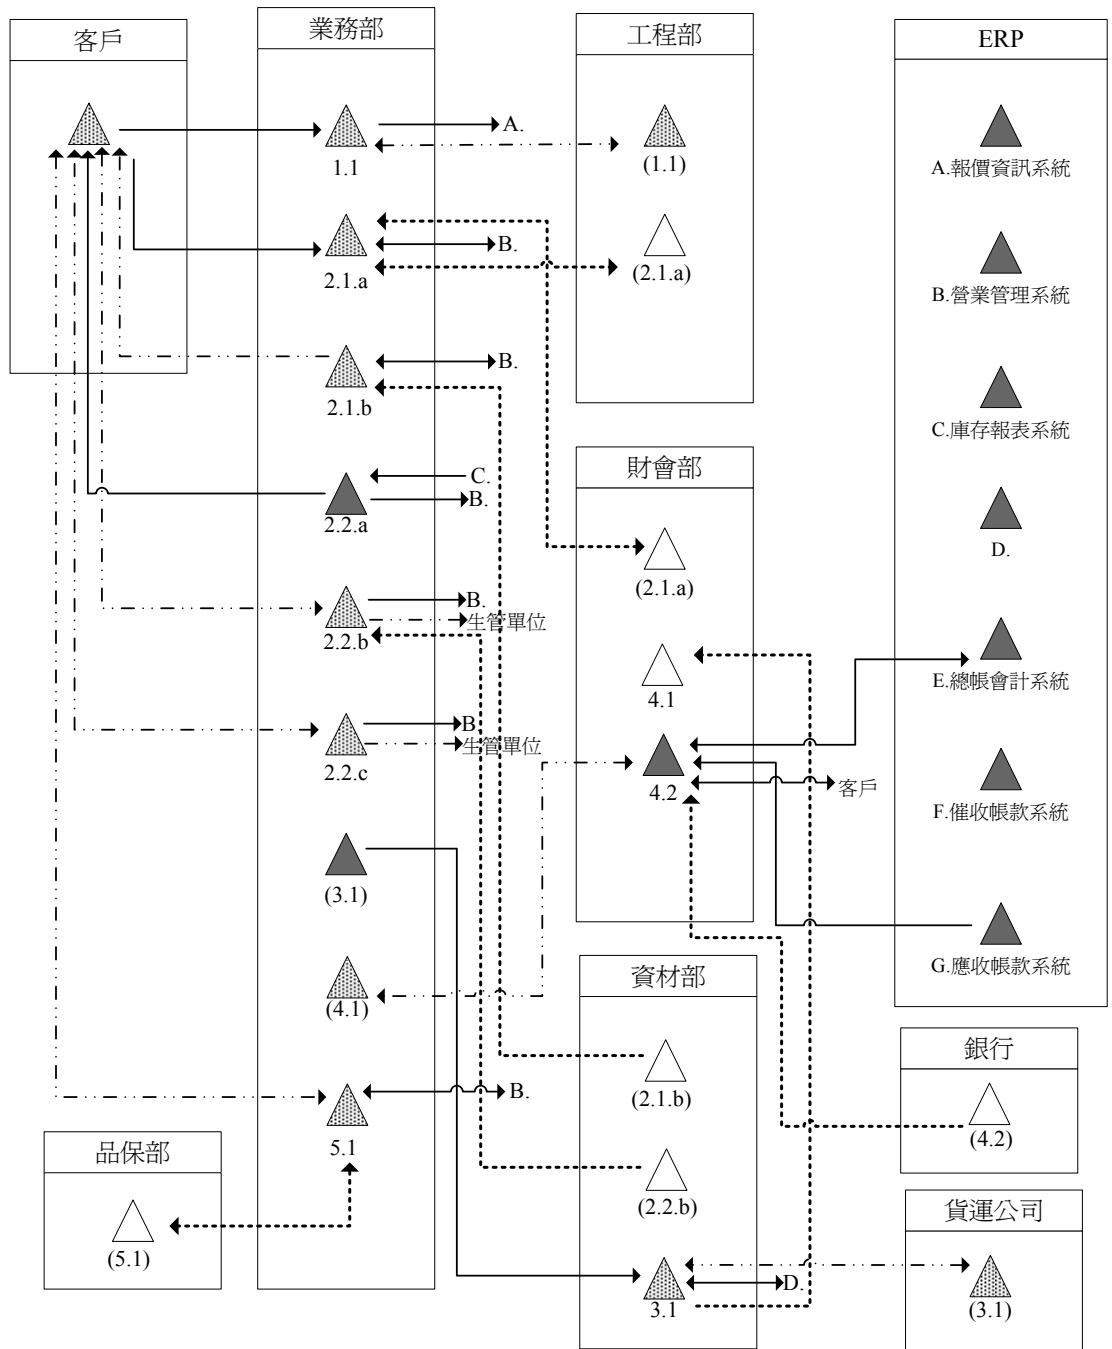 客戶
業務部
1.1
A.
2.1.a
B.
2.1.b
B.
2.2.a
C.
B.
2.2.b
B.
生管單位
2.2.c
B.
生管單位
(3.1)
(4.1)
5.1
B.
品保部
(5.1)
工程部
(1.1)
(2.1.a)
財會部
(2.1.a)
4.1
4.2
客戶
資材部
(2.1.b)
(2.2.b)
3.1
D.
ERP
A.報價資訊系統
B.營業管理系統
C.庫存報表系統
D.
E.總帳會計系統
F.催收帳款系統
G.應收帳款系統
銀行
(4.2)
貨運公司
(3.1)